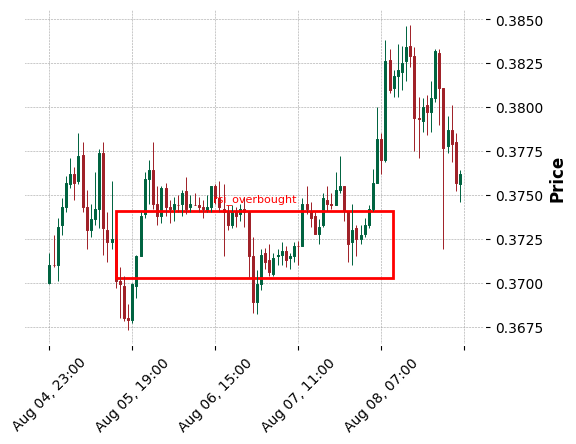 0.3850
0.3825
0.3800
0.3775
0.3750
0.3725
0.3700
0.3675
Price
rsi_overbought
Aug 04, 23:00
Aug 05, 19:00
Aug 06, 15:00
Aug 07, 11:00
Aug 08, 07:00